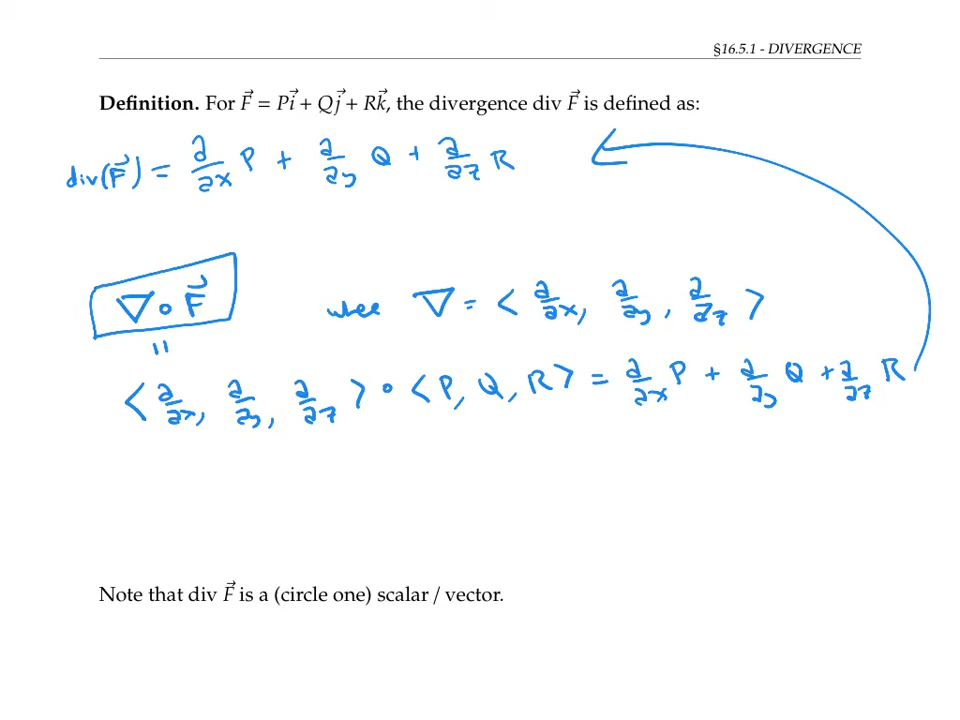 §16.5.1 - DIVERGENCE
Definition. For F⃗ = Pi⃗ + Qj⃗ + Rk⃗, the divergence div F⃗ is defined as:
div(F⃗) = ∂/∂x P + ∂/∂y Q + ∂/∂z R
∇∘F⃗ where ∇ = < ∂/∂x, ∂/∂y, ∂/∂z >
=
< ∂/∂x, ∂/∂y, ∂/∂z > ∘ < P, Q, R > = ∂/∂x P + ∂/∂y Q + ∂/∂z R
Note that div F⃗ is a (circle one) scalar / vector.